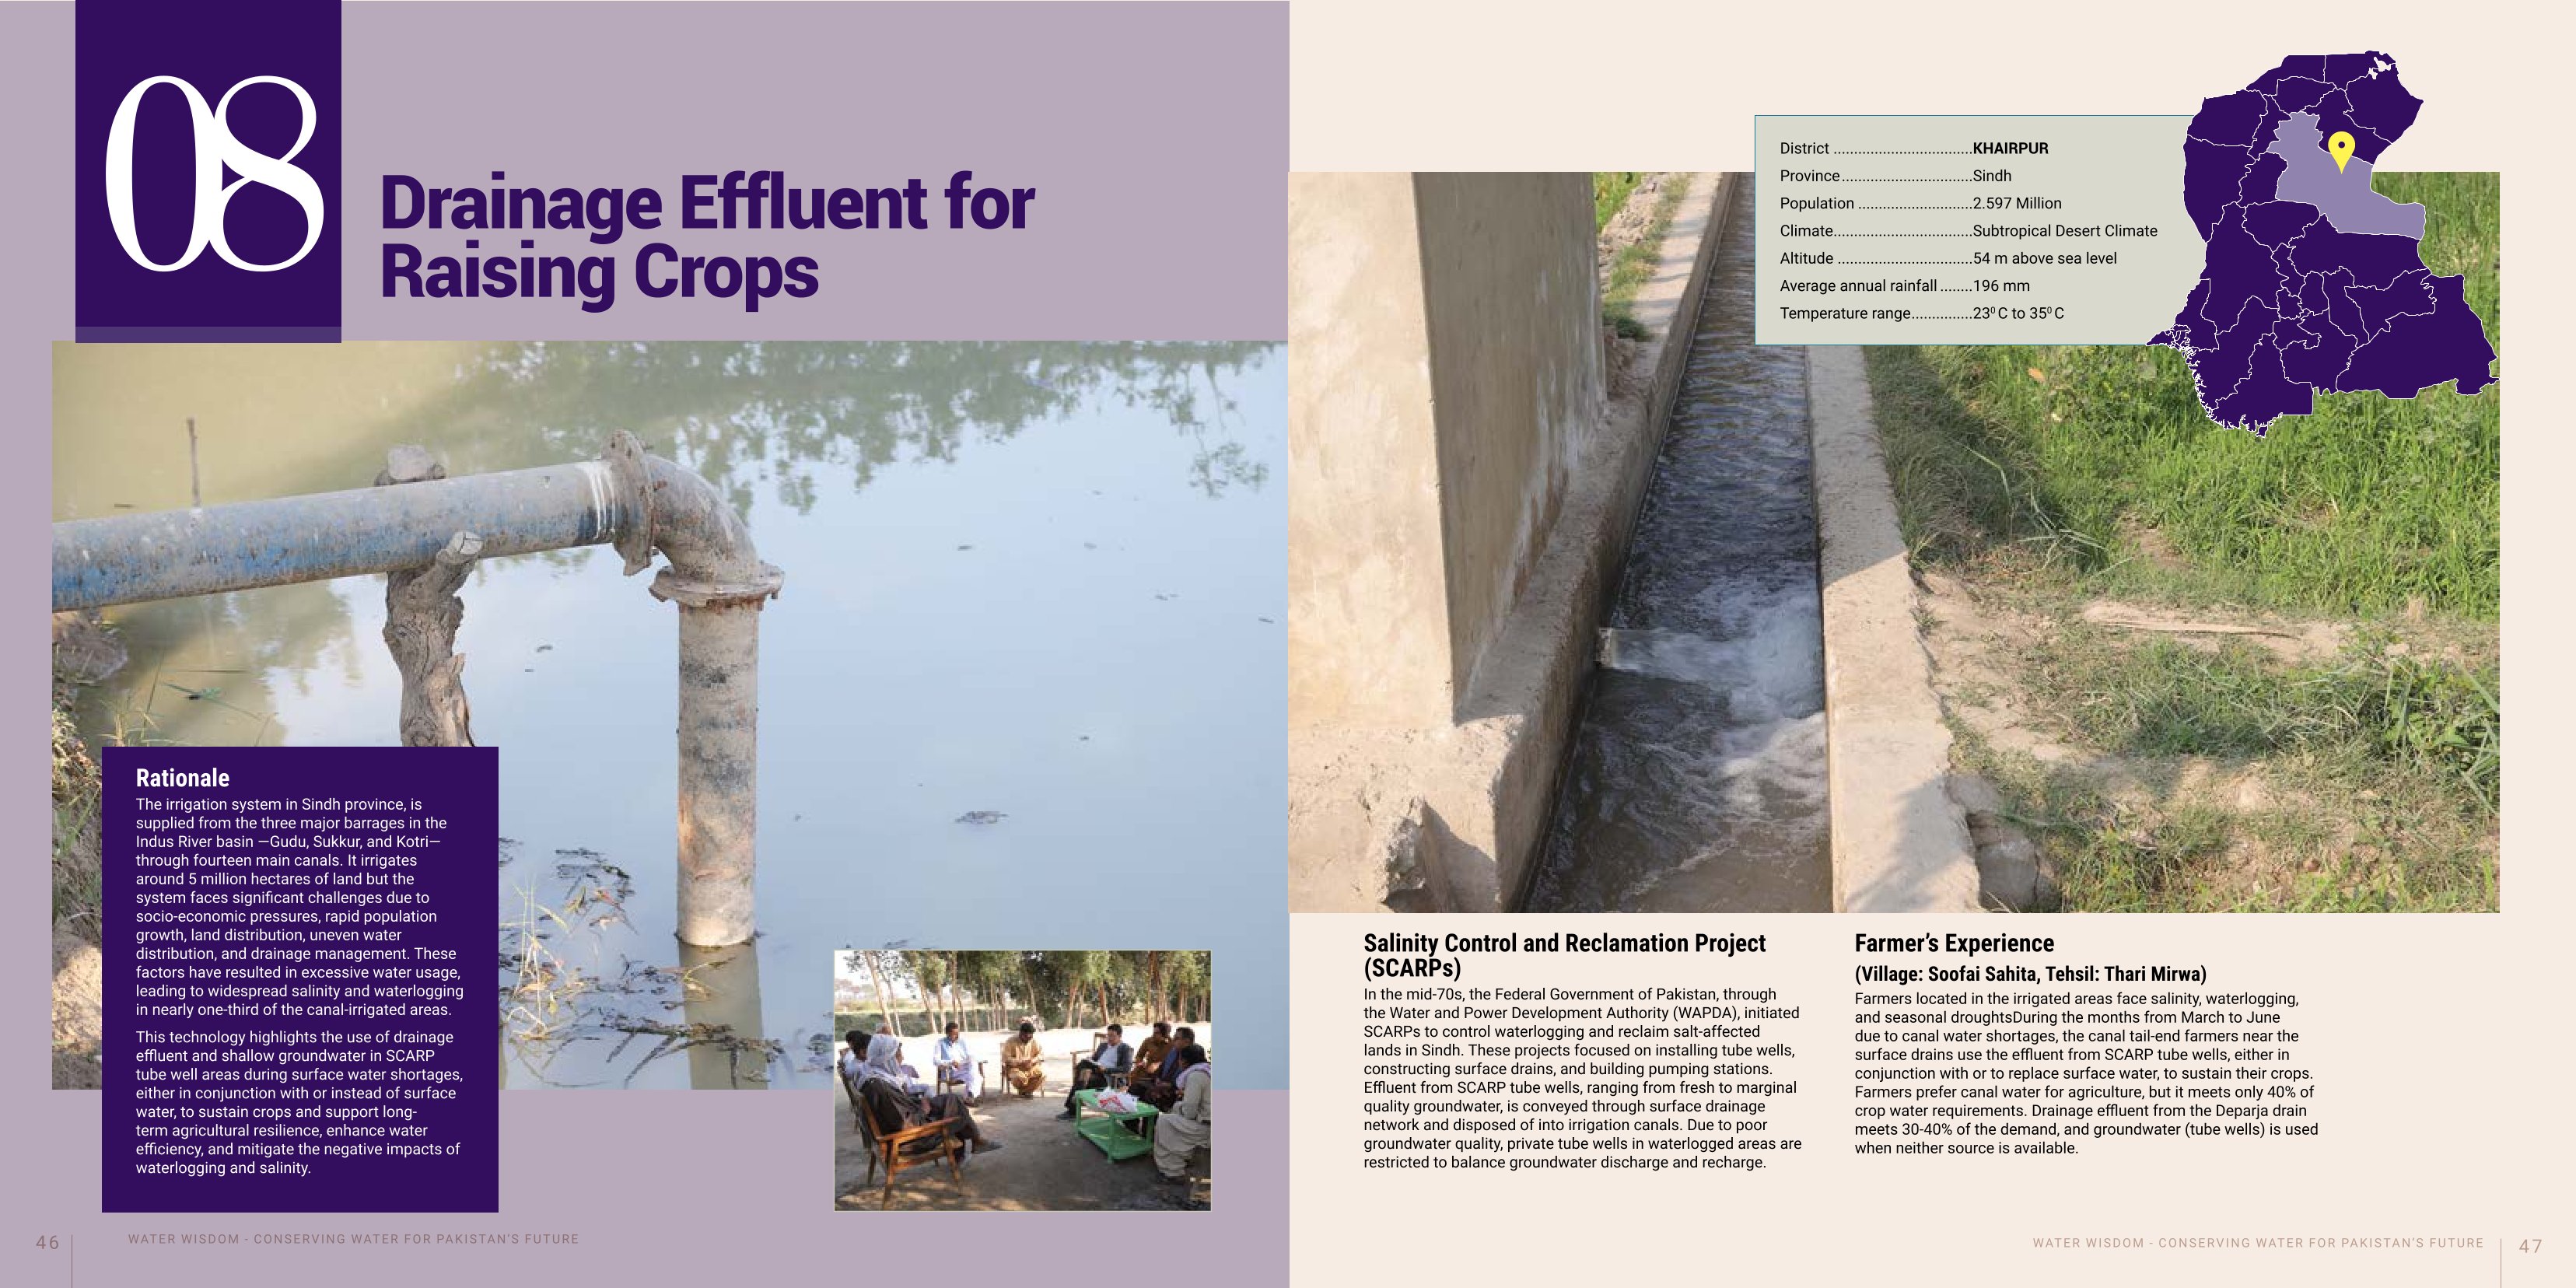 08
Drainage Effluent for
Raising Crops
Rationale
The irrigation system in Sindh province, is
supplied from the three major barrages in the
Indus River basin —Gudu, Sukkur, and Kotri—
through fourteen main canals. It irrigates
around 5 million hectares of land but the
system faces significant challenges due to
socio-economic pressures, rapid population
growth, land distribution, uneven water
distribution, and drainage management. These
factors have resulted in excessive water usage,
leading to widespread salinity and waterlogging
in nearly one-third of the canal-irrigated areas.
This technology highlights the use of drainage
effluent and shallow groundwater in SCARP
tube well areas during surface water shortages,
either in conjunction with or instead of surface
water, to sustain crops and support long-
term agricultural resilience, enhance water
efficiency, and mitigate the negative impacts of
waterlogging and salinity.
46
WATER WISDOM - CONSERVING WATER FOR PAKISTAN'S FUTURE
District ..................................KHAIRPUR
Province................................Sindh
Population ............................2.597 Million
Climate..................................Subtropical Desert Climate
Altitude .................................54 m above sea level
Average annual rainfall ........196 mm
Temperature range...............23⁰ C to 35⁰ C
Salinity Control and Reclamation Project
(SCARPs)
In the mid-70s, the Federal Government of Pakistan, through
the Water and Power Development Authority (WAPDA), initiated
SCARPs to control waterlogging and reclaim salt-affected
lands in Sindh. These projects focused on installing tube wells,
constructing surface drains, and building pumping stations.
Effluent from SCARP tube wells, ranging from fresh to marginal
quality groundwater, is conveyed through surface drainage
network and disposed of into irrigation canals. Due to poor
groundwater quality, private tube wells in waterlogged areas are
restricted to balance groundwater discharge and recharge.
Farmer's Experience
(Village: Soofai Sahita, Tehsil: Thari Mirwa)
Farmers located in the irrigated areas face salinity, waterlogging,
and seasonal droughtsDuring the months from March to June
due to canal water shortages, the canal tail-end farmers near the
surface drains use the effluent from SCARP tube wells, either in
conjunction with or to replace surface water, to sustain their crops.
Farmers prefer canal water for agriculture, but it meets only 40% of
crop water requirements. Drainage effluent from the Deparja drain
meets 30-40% of the demand, and groundwater (tube wells) is used
when neither source is available.
WATER WISDOM - CONSERVING WATER FOR PAKISTAN'S FUTURE
47